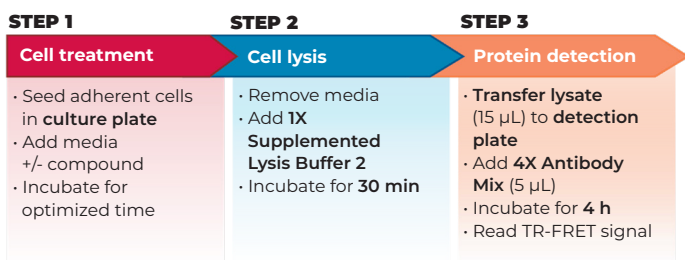 STEP 1
Cell treatment
· Seed adherent cells
in culture plate
· Add media
+/- compound
· Incubate for
optimized time
STEP 2
Cell lysis
· Remove media
· Add 1X
Supplemented
Lysis Buffer 2
· Incubate for 30 min
STEP 3
Protein detection
· Transfer lysate
(15 µL) to detection
plate
· Add 4X Antibody
Mix (5 µL)
· Incubate for 4 h
· Read TR-FRET signal